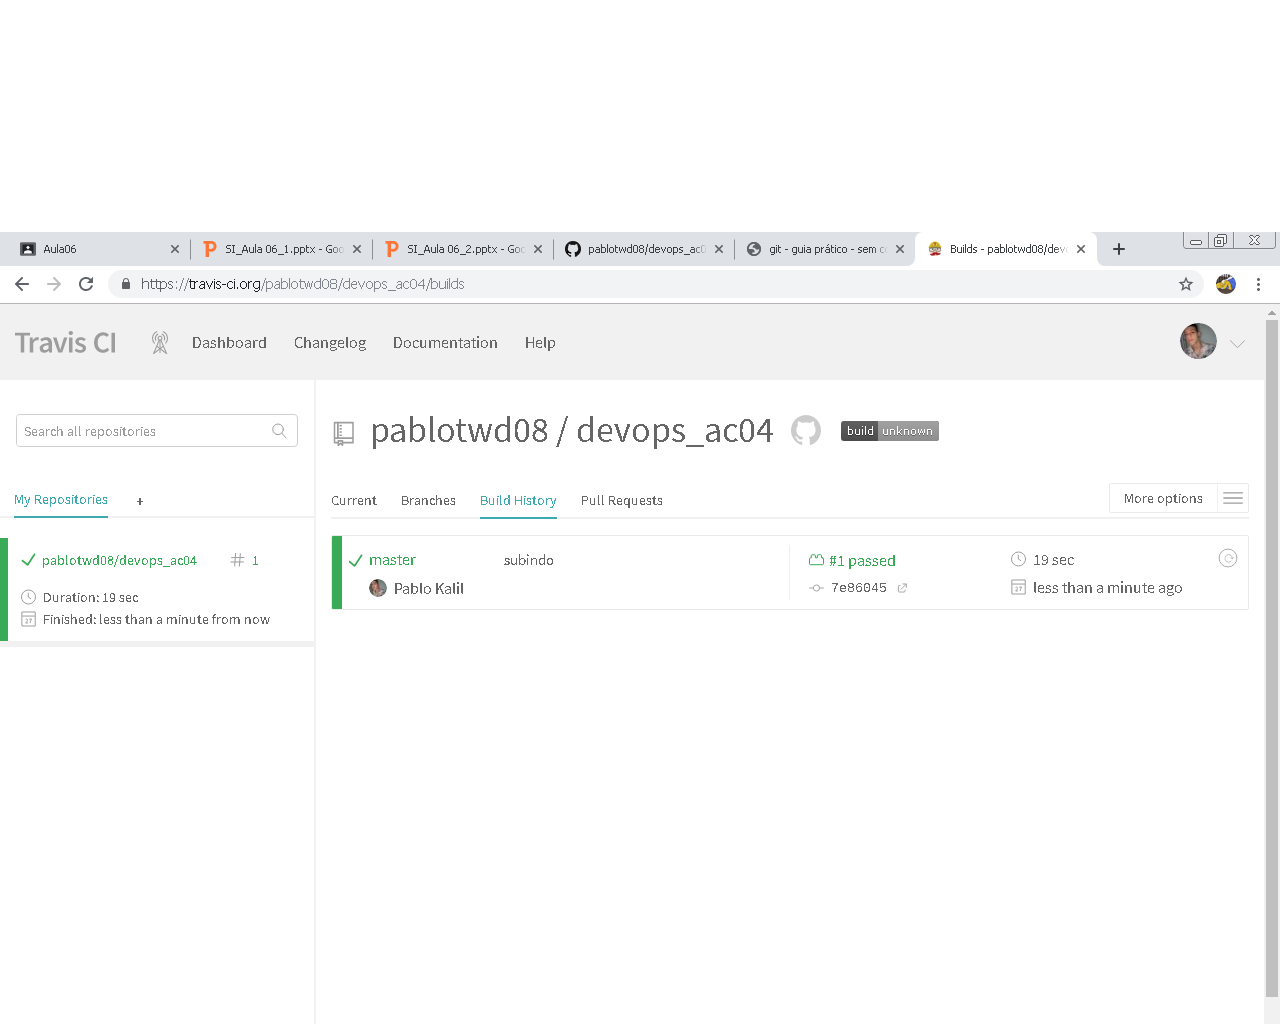 Aula06
SI_Aula 06_1.pptx - Goo
SI_Aula 06_2.pptx - Goo
pablotwd08/devops_ac0
git - guia prático - sem c
Builds - pablotwd08/dev
https://travis-ci.org/pablotwd08/devops_ac04/builds
Travis CI
Dashboard
Changelog
Documentation
Help
Search all repositories
My Repositories +
pablotwd08/devops_ac04 # 1
Duration: 19 sec
Finished: less than a minute from now
pablotwd08 / devops_ac04
build unknown
Current
Branches
Build History
Pull Requests
More options
master
subindo
Pablo Kalil
#1 passed
7e86045
19 sec
27 less than a minute ago